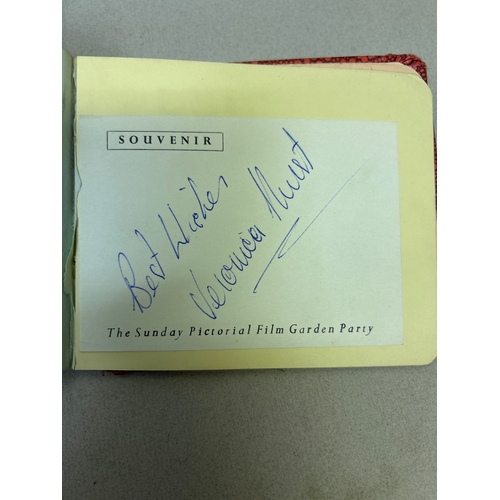 SOUVENIR
Best Wishes
Veronica Hurst
The Sunday Pictorial Film Garden Party